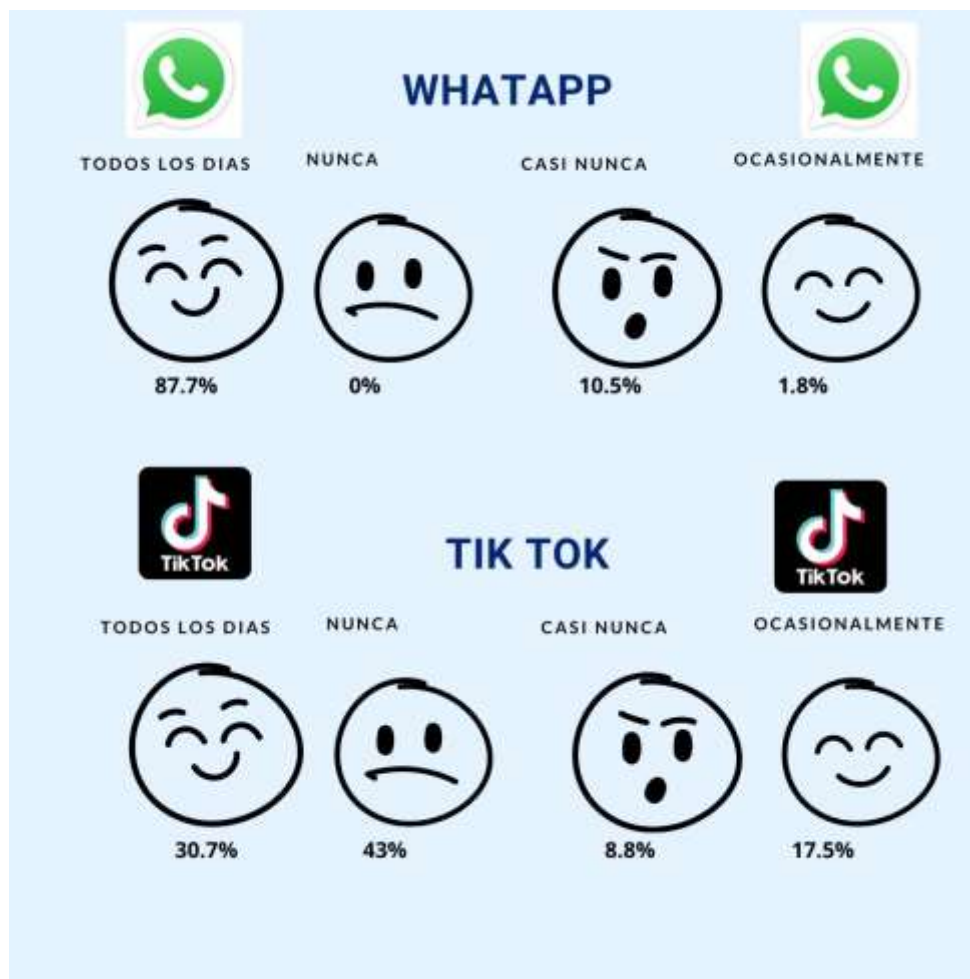 WHATAPP
TODOS LOS DIAS NUNCA CASI NUNCA OCASIONALMENTE
87.7% 0% 10.5% 1.8%
TikTok TikTok
TIK TOK
TODOS LOS DIAS NUNCA CASI NUNCA OCASIONALMENTE
30.7% 43% 8.8% 17.5%